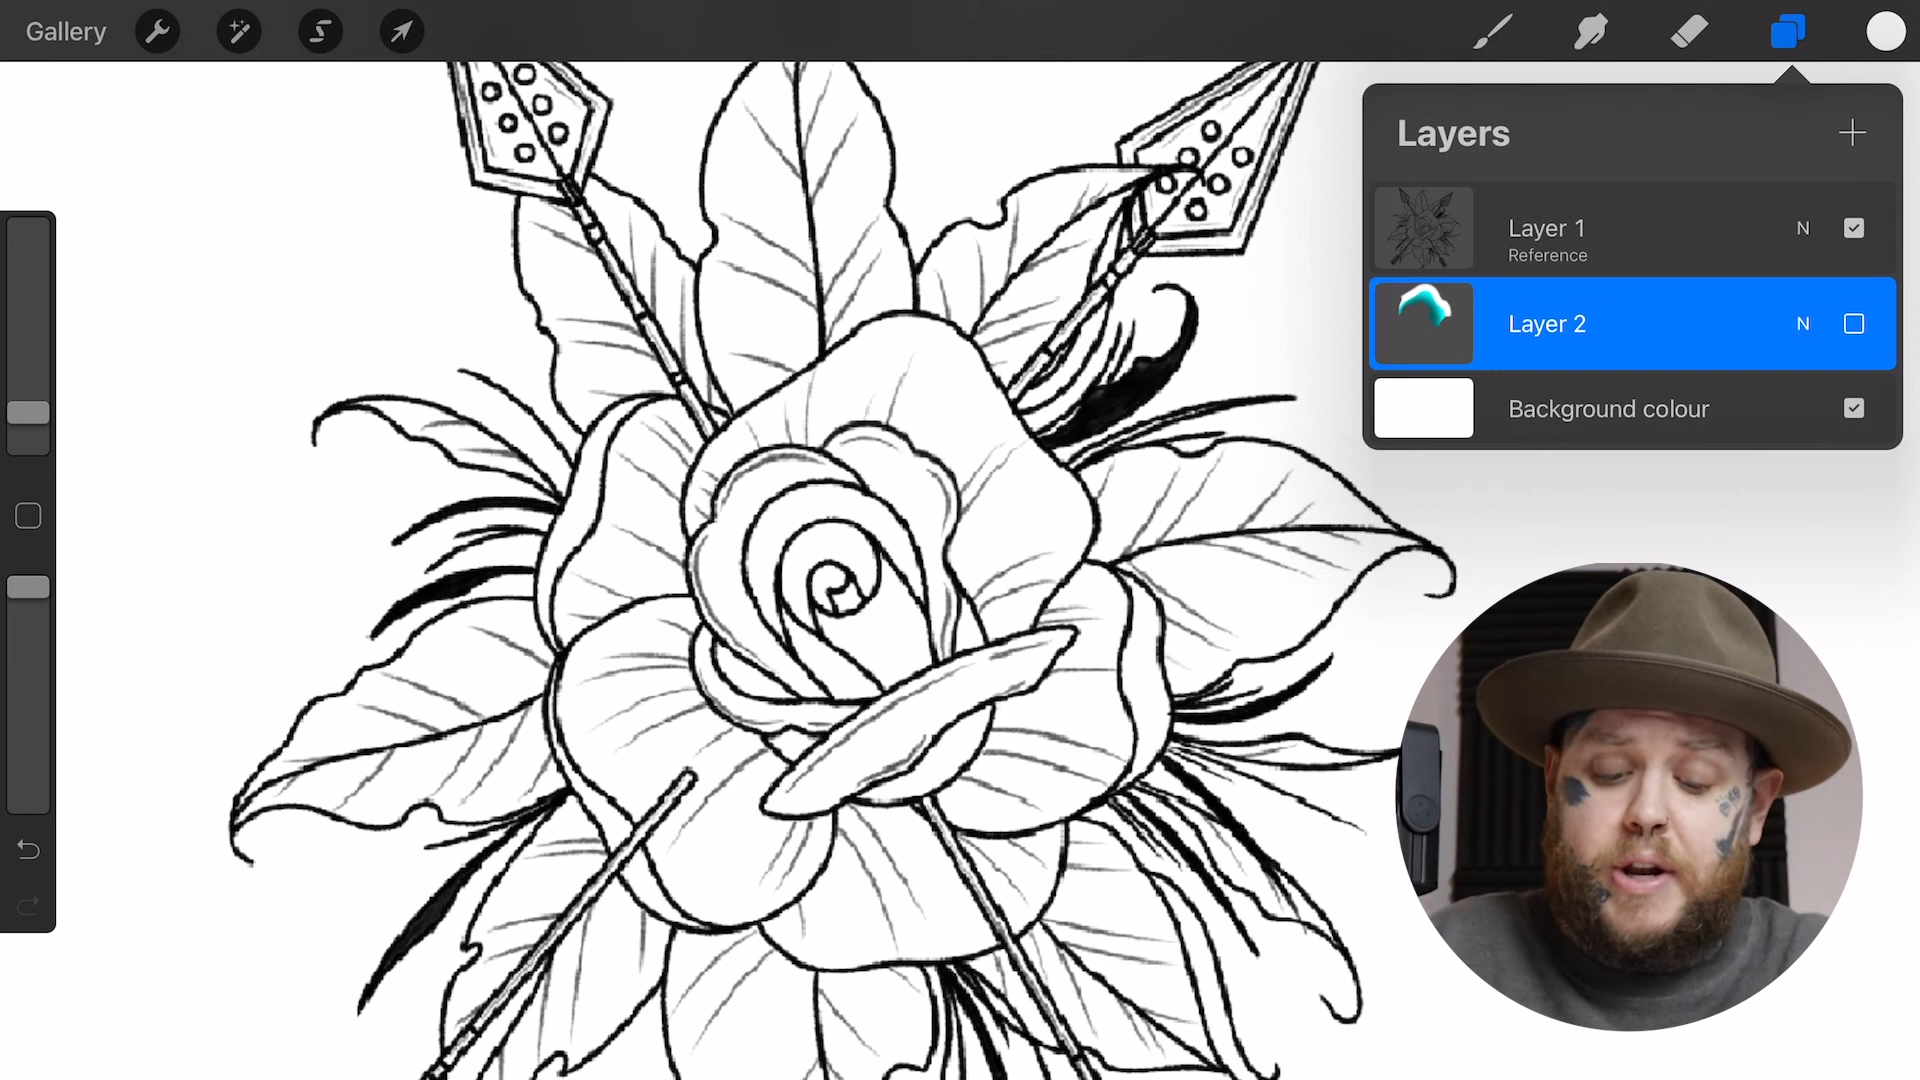 Gallery
Layers
Layer 1 N
Reference
Layer 2 N
Background colour